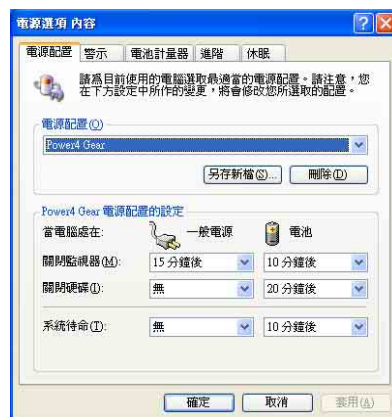 電源選項 內容
電源配置 警示 電池計量器 進階 休眠
請為目前使用的電腦選取最適當的電源配置。請注意，您
在下方設定中所作的變更，將會修改您所選取的配置。
電源配置(O)
Power4 Gear
另存新檔(S)... 刪除(D)
Power4 Gear 電源配置的設定
當電腦處在: 一般電源 電池
關閉監視器(M): 15 分鐘後 10 分鐘後
關閉硬碟(I): 無 20 分鐘後
系統待命(T): 無 10 分鐘後
確定 取消 套用(A)